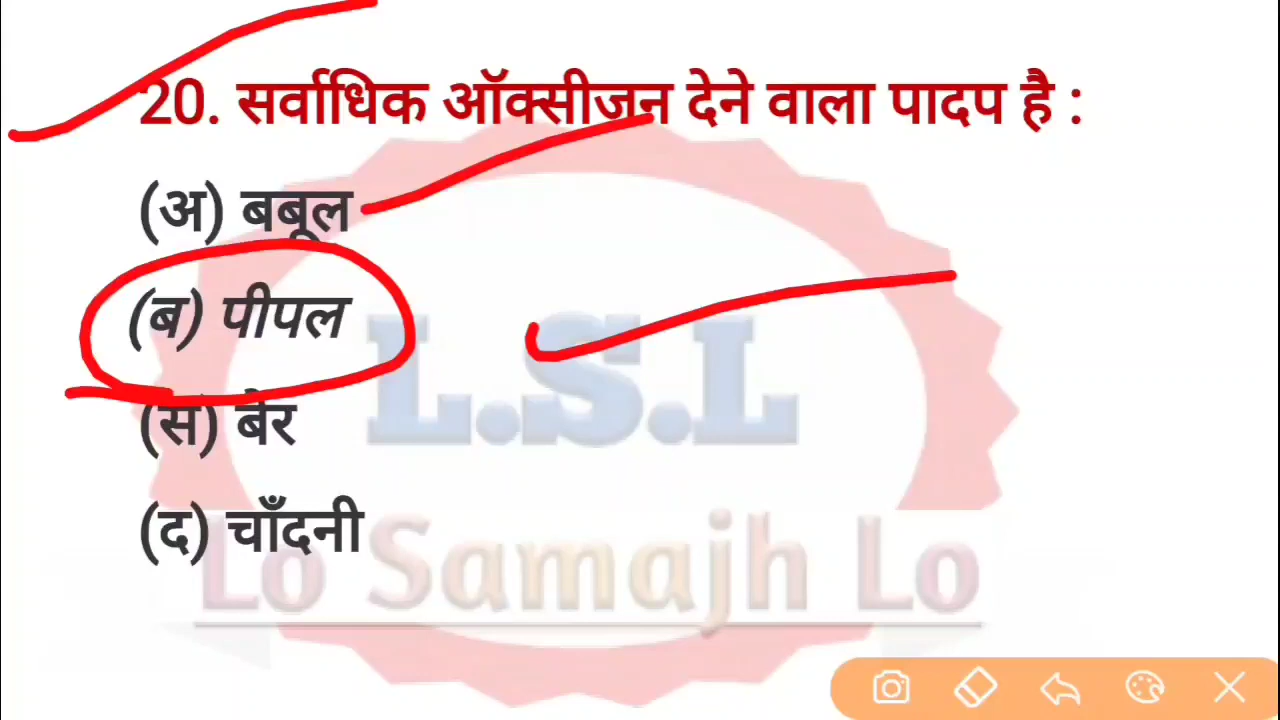 20. सर्वाधिक ऑक्सीजन देने वाला पादप है :
(अ) बबूल
(ब) पीपल
L.S.L
(स) बेर
(द) चाँदनी
Lo Samajh Lo